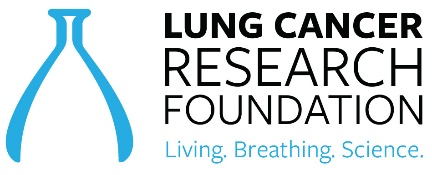 LUNG CANCER
RESEARCH
FOUNDATION
Living. Breathing. Science.